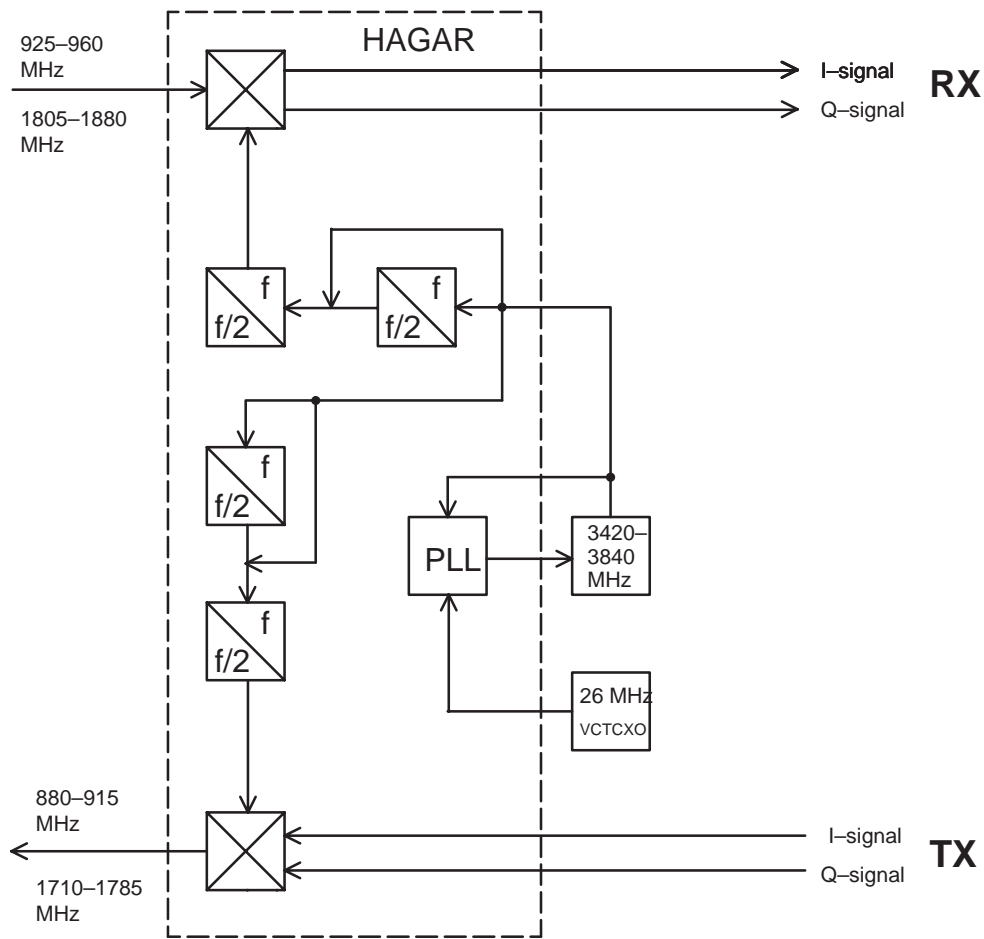 925–960
MHz
HAGAR
I–signal
RX
1805–1880
MHz
Q–signal
f
f/2
f
f/2
f
f/2
PLL
3420–
3840
MHz
f
f/2
26 MHz
VCTCXO
880–915
MHz
I–signal
TX
1710–1785
MHz
Q–signal